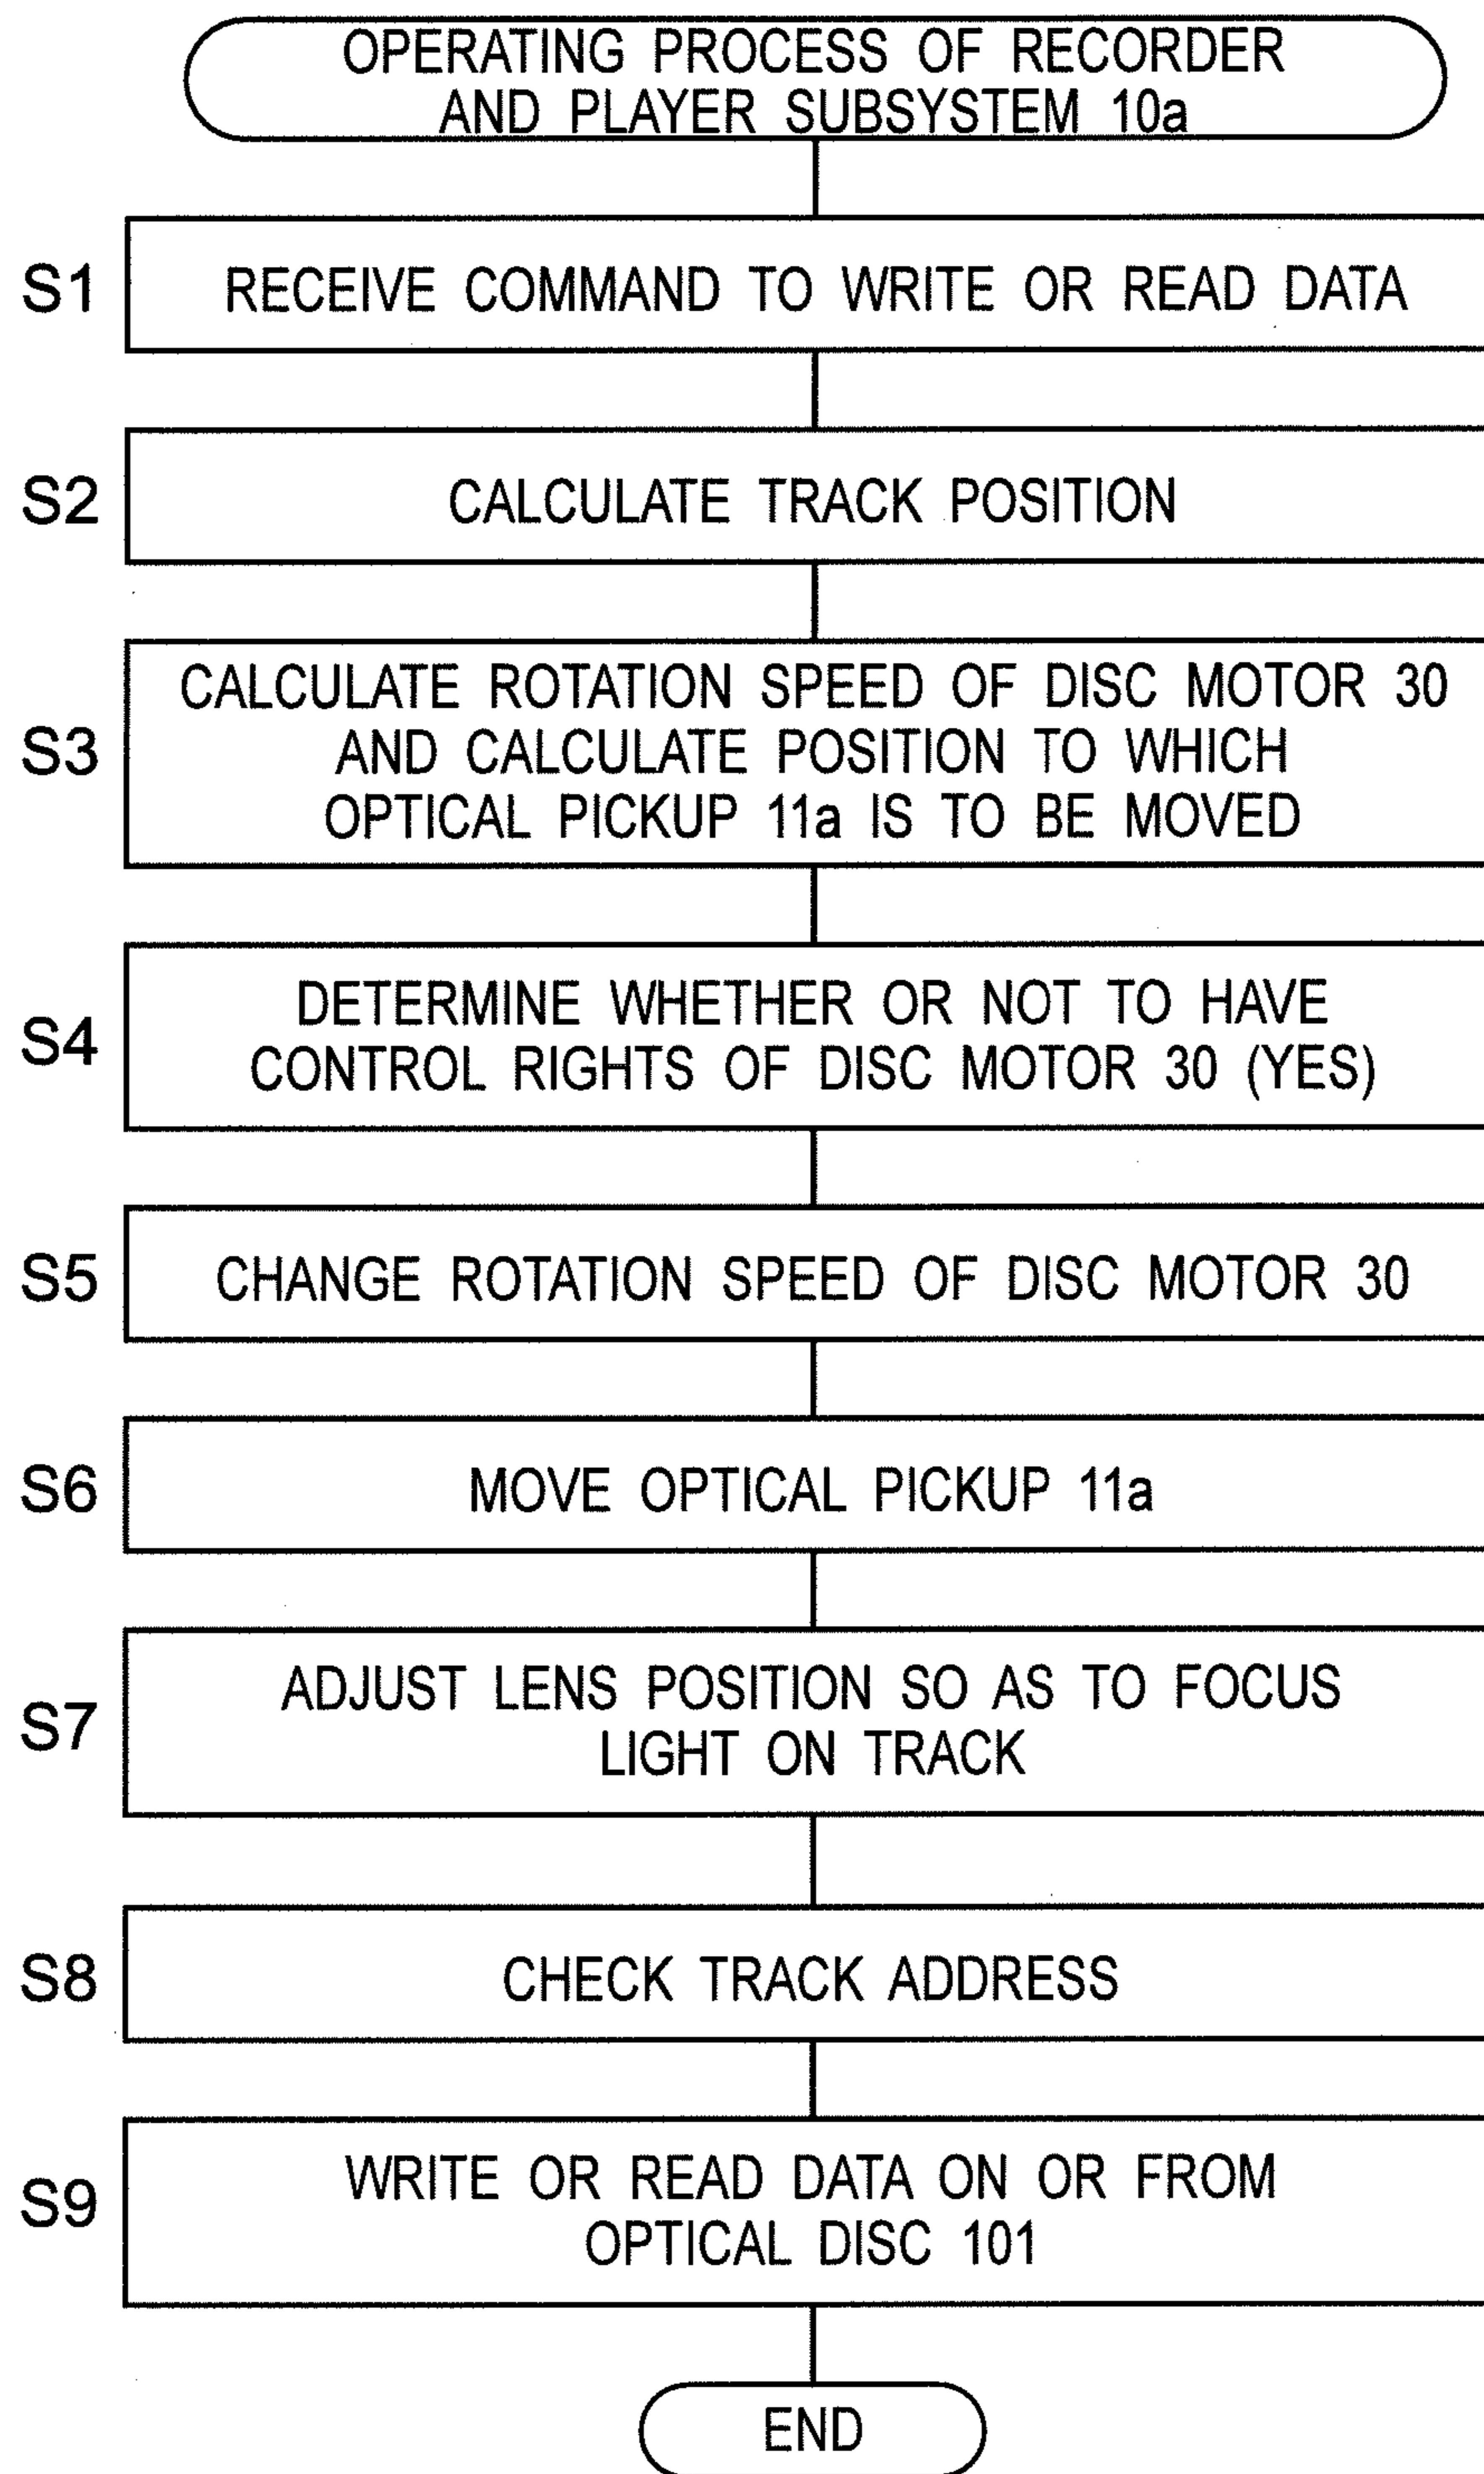 OPERATING PROCESS OF RECORDER
AND PLAYER SUBSYSTEM 10a
S1
RECEIVE COMMAND TO WRITE OR READ DATA
S2
CALCULATE TRACK POSITION
S3
CALCULATE ROTATION SPEED OF DISC MOTOR 30
AND CALCULATE POSITION TO WHICH
OPTICAL PICKUP 11a IS TO BE MOVED
S4
DETERMINE WHETHER OR NOT TO HAVE
CONTROL RIGHTS OF DISC MOTOR 30 (YES)
S5
CHANGE ROTATION SPEED OF DISC MOTOR 30
S6
MOVE OPTICAL PICKUP 11a
S7
ADJUST LENS POSITION SO AS TO FOCUS
LIGHT ON TRACK
S8
CHECK TRACK ADDRESS
S9
WRITE OR READ DATA ON OR FROM
OPTICAL DISC 101
END